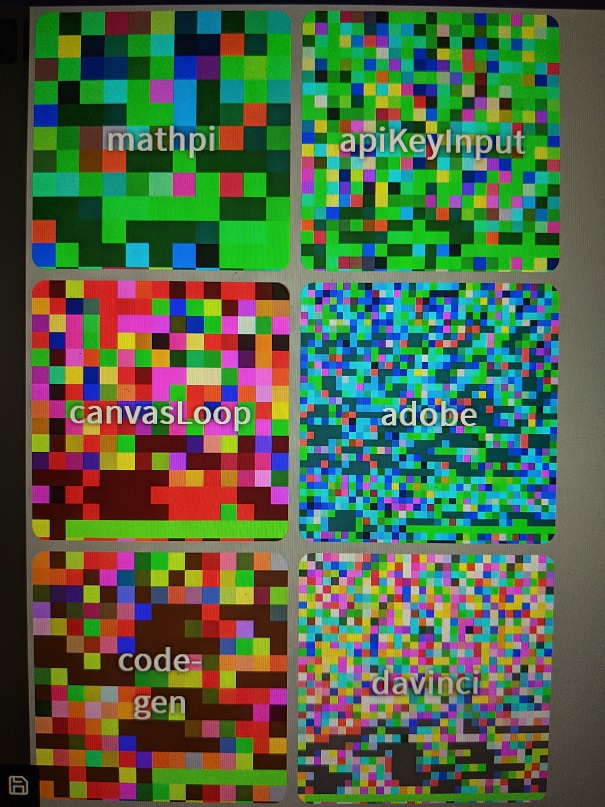 mathpi
apiKeyInput
canvasLoop
adobe
code-
gen
davinci